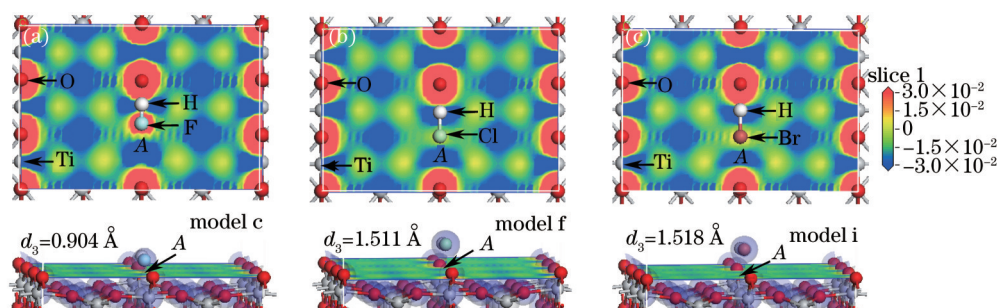 (a)
O
H
F
A
Ti
model c
d₃=0.904 Å
A
(b)
O
H
Cl
A
Ti
model f
d₃=1.511 Å
A
(c)
O
H
Br
A
Ti
model i
d₃=1.518 Å
A
slice 1
3.0×10⁻²
1.5×10⁻²
0
−1.5×10⁻²
−3.0×10⁻²